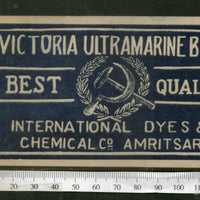 VICTORIA ULTRAMARINE B
BEST QUAL
INTERNATIONAL DYES &
CHEMICAL CO AMRITSAR
10 20 30 40 50 60 70 80 90 100 110